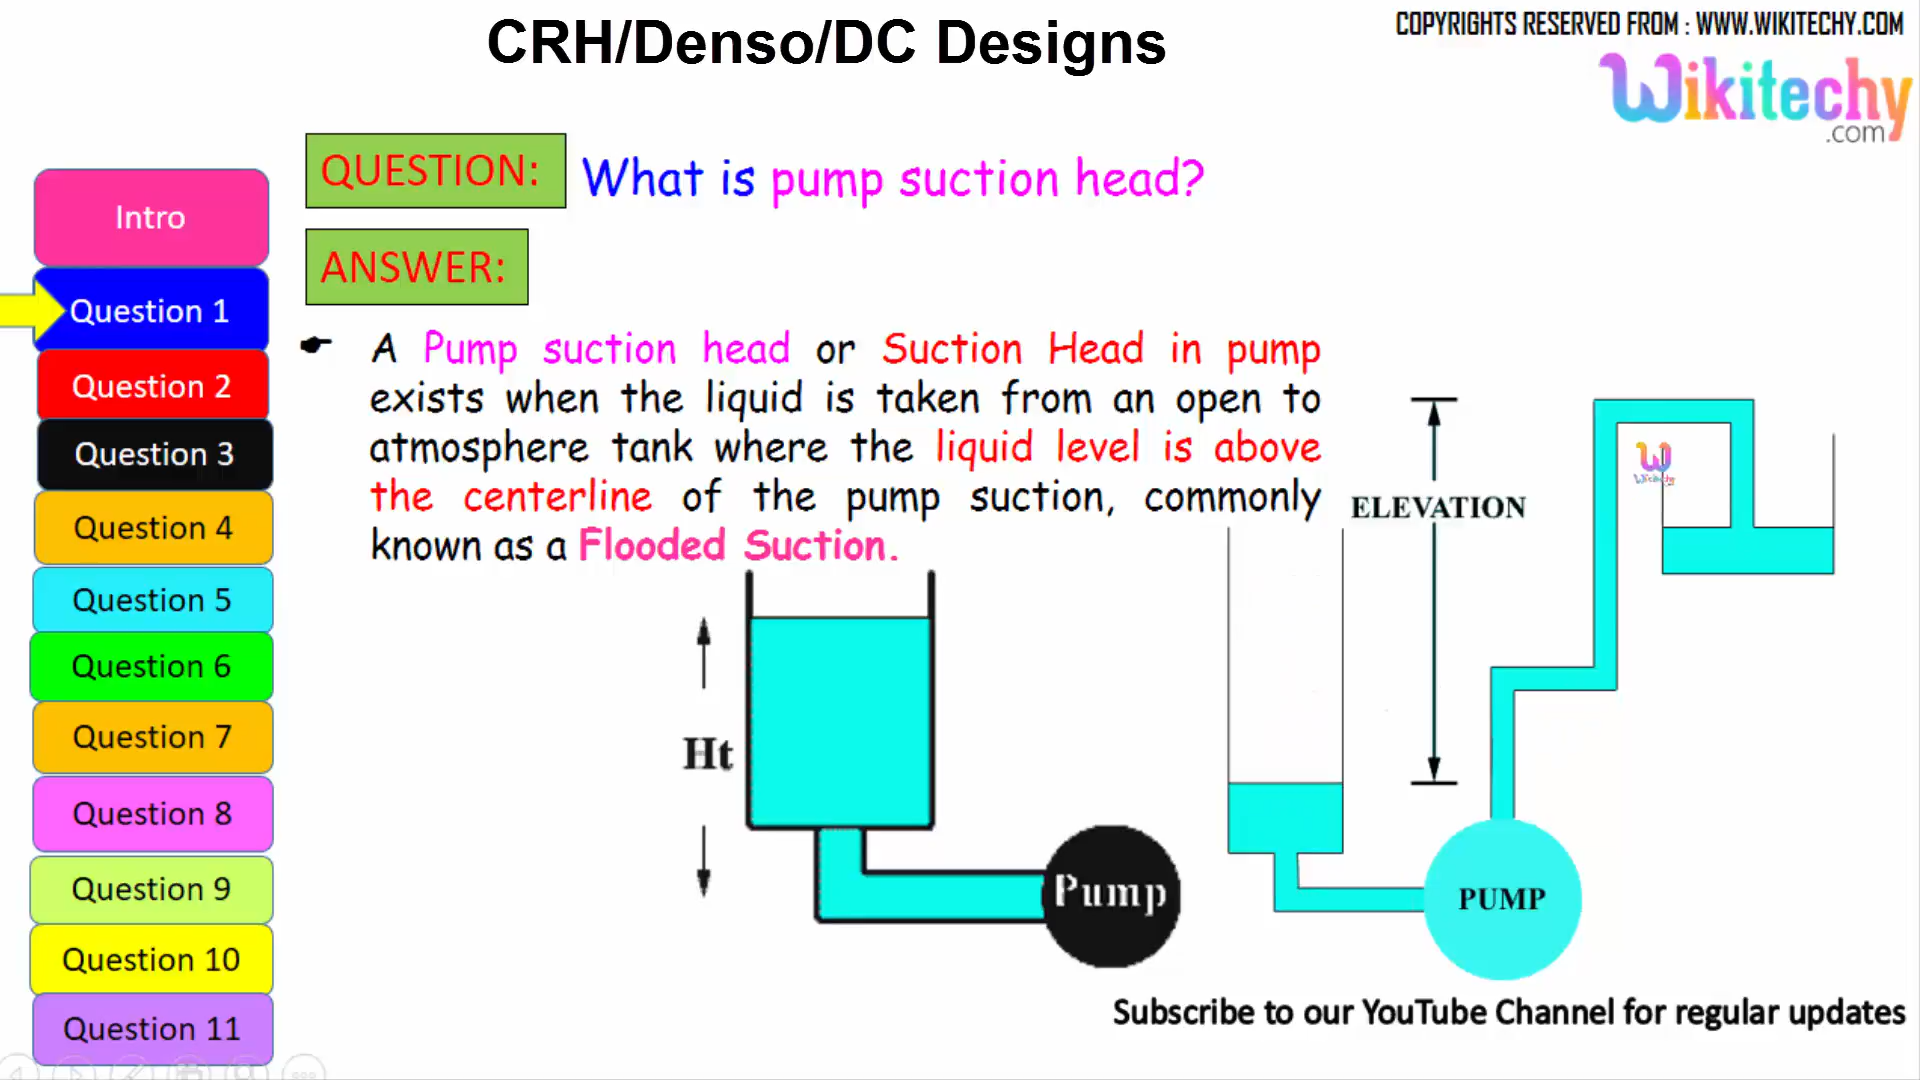 CRH/Denso/DC Designs
COPYRIGHTS RESERVED FROM : WWW.WIKITECHY.COM
Wikitechy
.com
QUESTION: What is pump suction head?
ANSWER:
Intro
Question 1
Question 2
Question 3
Question 4
Question 5
Question 6
Question 7
Question 8
Question 9
Question 10
Question 11
A Pump suction head or Suction Head in pump
exists when the liquid is taken from an open to
atmosphere tank where the liquid level is above
the centerline of the pump suction, commonly
known as a Flooded Suction.
Ht
Pump
ELEVATION
W
Wikitechy
PUMP
Subscribe to our YouTube Channel for regular updates